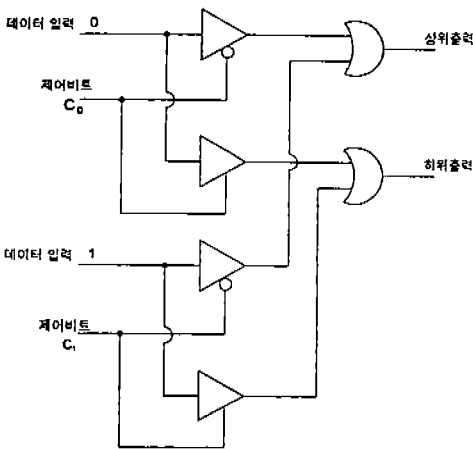 데이터 입력 0
상위출력
제어비트
C₀
하위출력
데이터 입력 1
제어비트
C₁